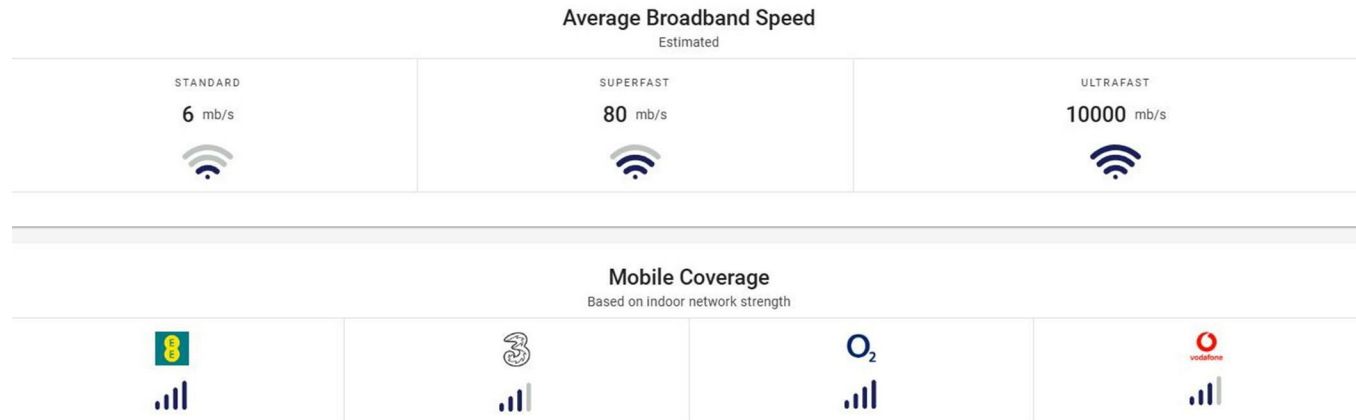 Average Broadband Speed
Estimated
STANDARD
6 mb/s
SUPERFAST
80 mb/s
ULTRAFAST
10000 mb/s
Mobile Coverage
Based on indoor network strength
E
E
3
O2
vodafone